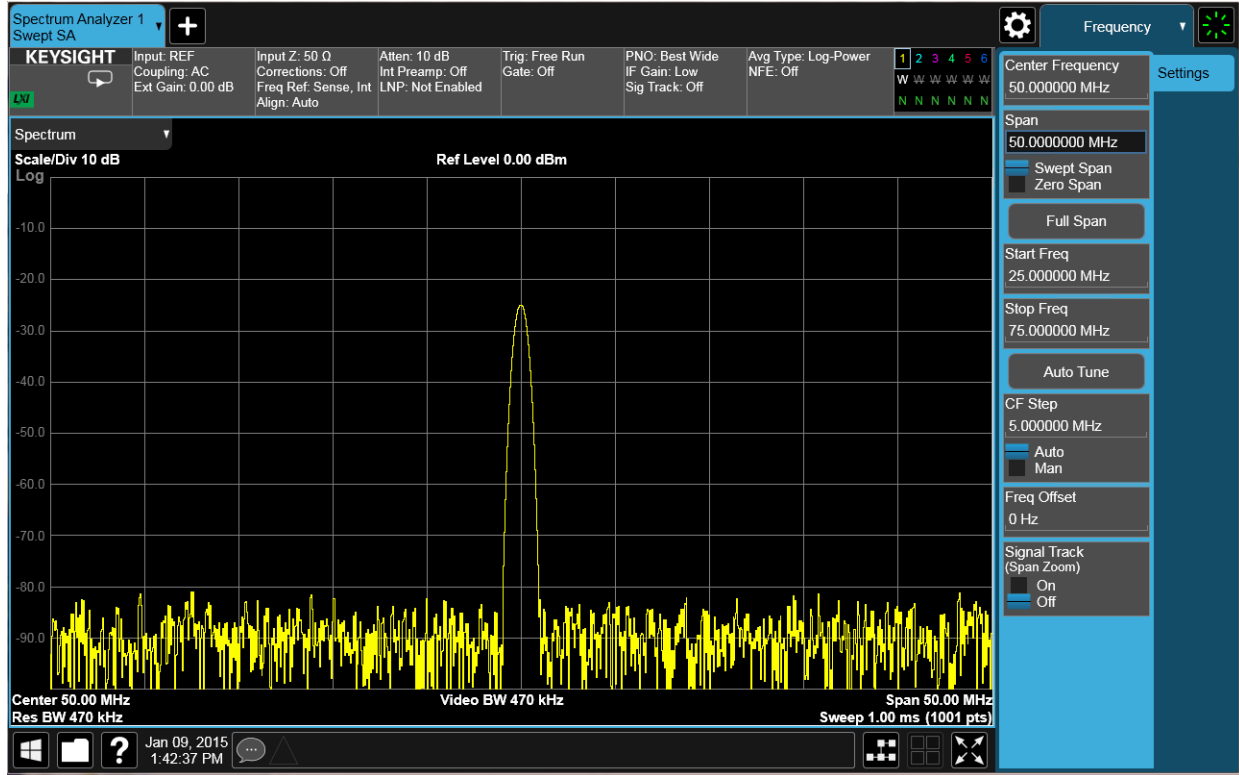 Spectrum Analyzer 1
Swept SA
Frequency
KEYSIGHT
LXI
Input: REF
Coupling: AC
Ext Gain: 0.00 dB
Input Z: 50 Ω
Corrections: Off
Freq Ref: Sense, Int
Align: Auto
Atten: 10 dB
Int Preamp: Off
LNP: Not Enabled
Trig: Free Run
Gate: Off
PNO: Best Wide
IF Gain: Low
Sig Track: Off
Avg Type: Log-Power
NFE: Off
1 2 3 4 5 6
W W W W W W
N N N N N N
Spectrum
Scale/Div 10 dB
Ref Level 0.00 dBm
Log
-10.0
-20.0
-30.0
-40.0
-50.0
-60.0
-70.0
-80.0
-90.0
Center 50.00 MHz
Video BW 470 kHz
Span 50.00 MHz
Res BW 470 kHz
Sweep 1.00 ms (1001 pts)
?
Jan 09, 2015
1:42:37 PM
Center Frequency
50.000000 MHz
Settings
Span
50.0000000 MHz
Swept Span
Zero Span
Full Span
Start Freq
25.000000 MHz
Stop Freq
75.000000 MHz
Auto Tune
CF Step
5.000000 MHz
Auto
Man
Freq Offset
0 Hz
Signal Track
(Span Zoom)
On
Off